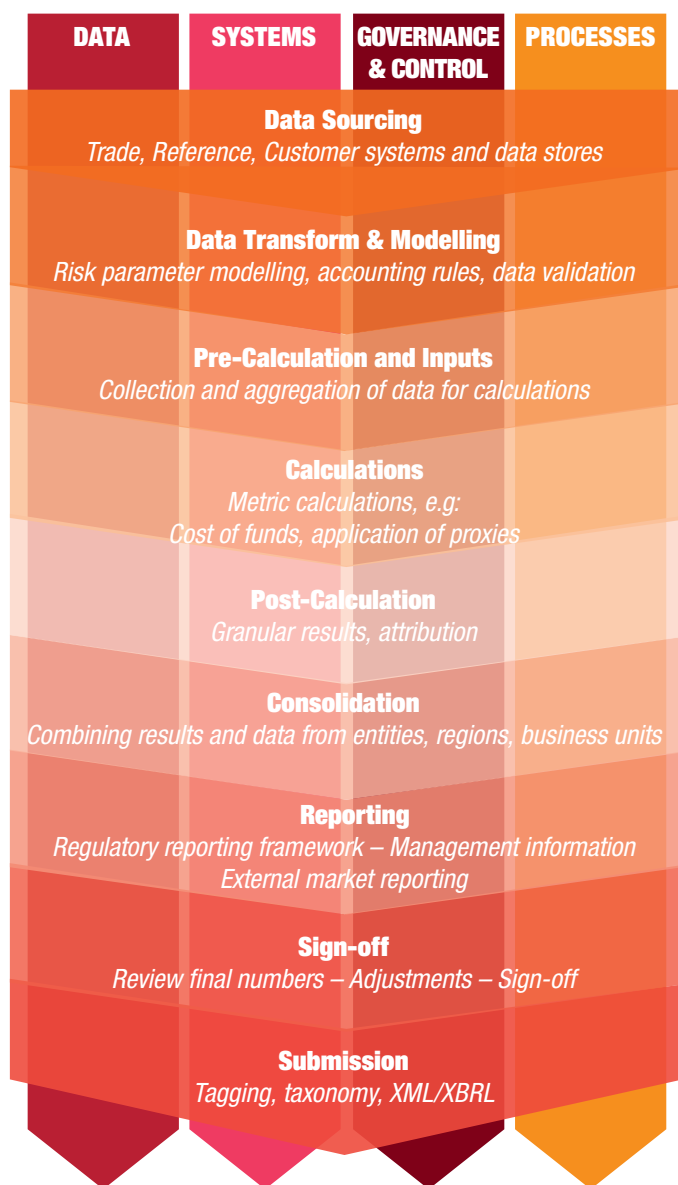 DATA
SYSTEMS
GOVERNANCE
& CONTROL
PROCESSES
Data Sourcing
Trade, Reference, Customer systems and data stores
Data Transform & Modelling
Risk parameter modelling, accounting rules, data validation
Pre-Calculation and Inputs
Collection and aggregation of data for calculations
Calculations
Metric calculations, e.g:
Cost of funds, application of proxies
Post-Calculation
Granular results, attribution
Consolidation
Combining results and data from entities, regions, business units
Reporting
Regulatory reporting framework – Management information
External market reporting
Sign-off
Review final numbers – Adjustments – Sign-off
Submission
Tagging, taxonomy, XML/XBRL